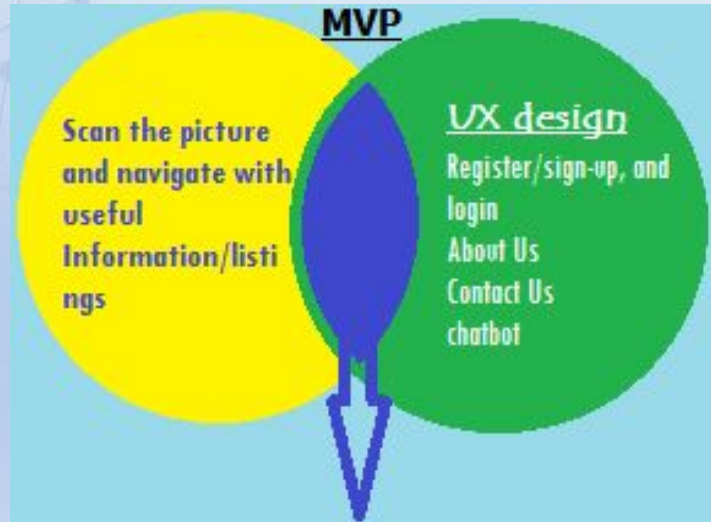 MVP
Scan the picture
and navigate with
useful
Information/listi
ngs
UX design
Register/sign-up, and
login
About Us
Contact Us
chatbot